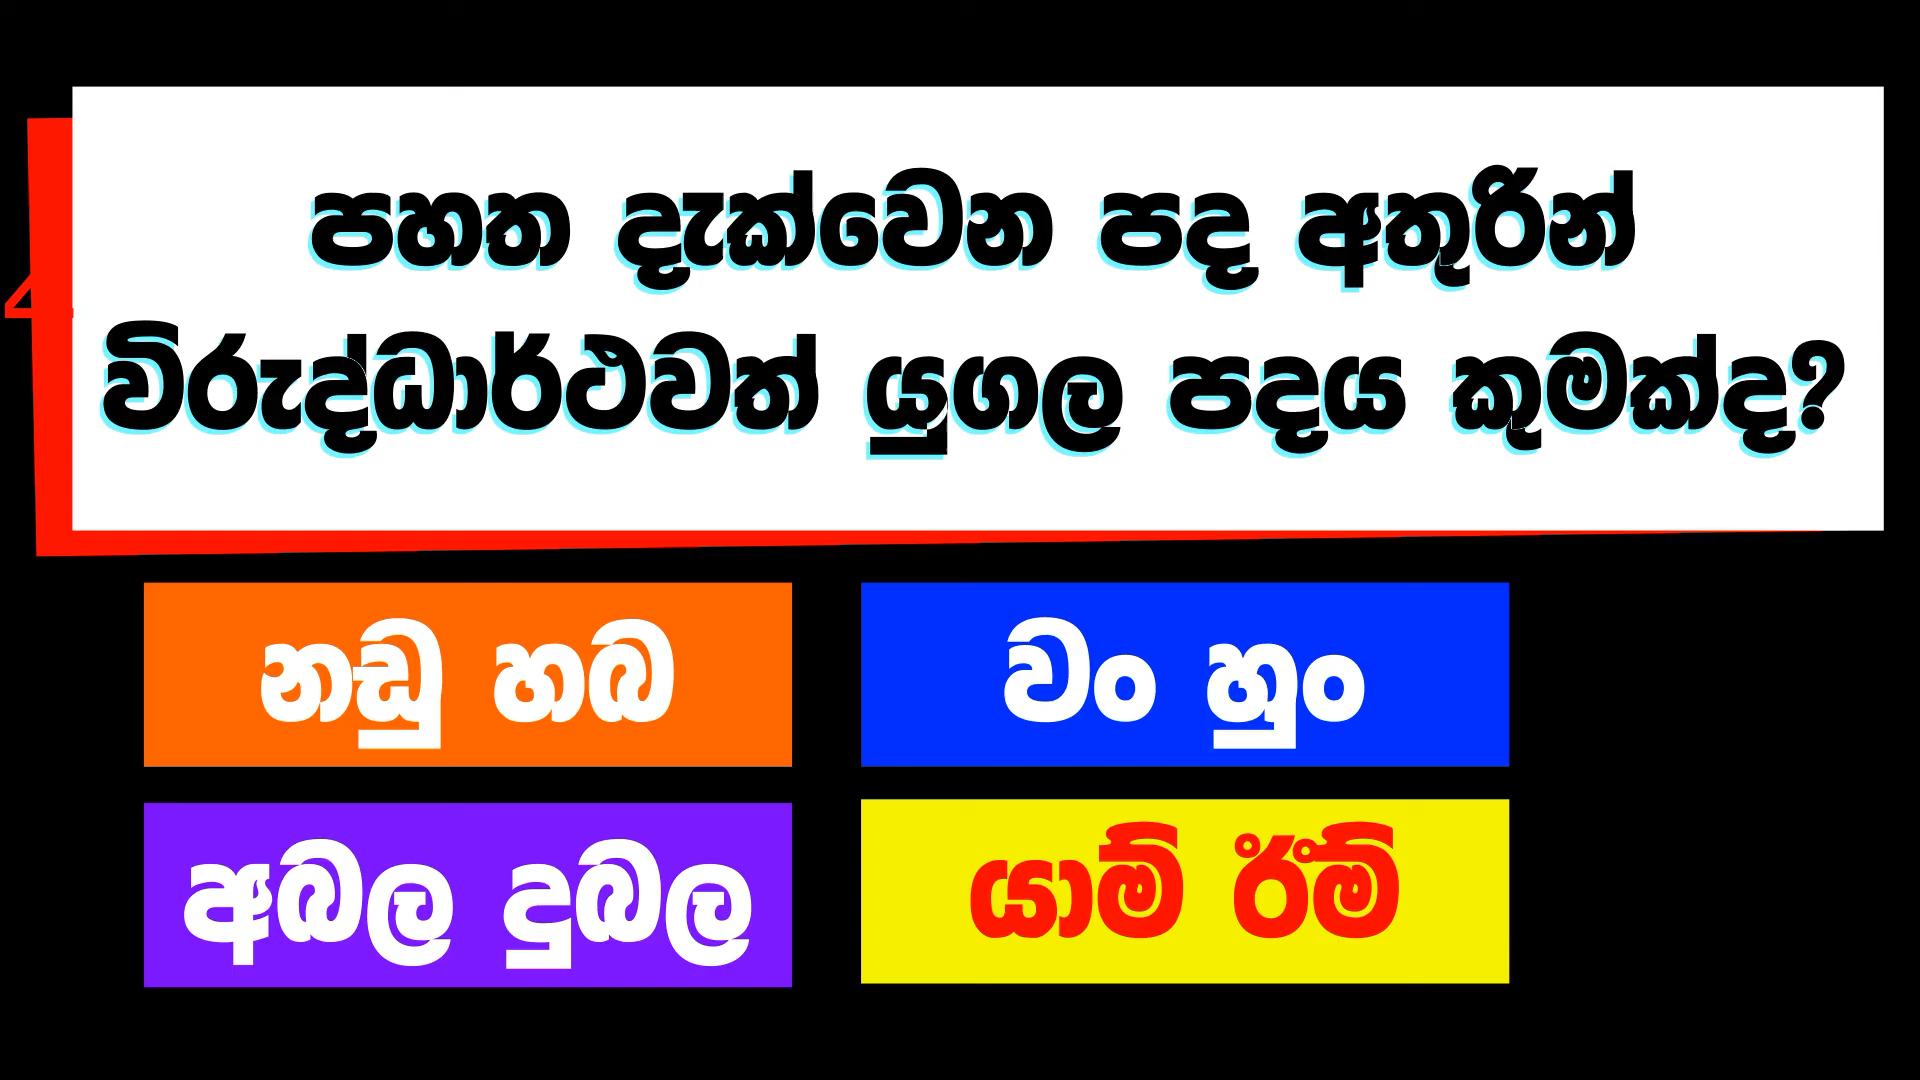 පහත දැක්වෙන පද අතුරින්
විරුද්ධාර්ථවත් යුගල පදය කුමක්ද?
නඩු හබ
වං හුං
අබල දුබල
යාම් ඊම්